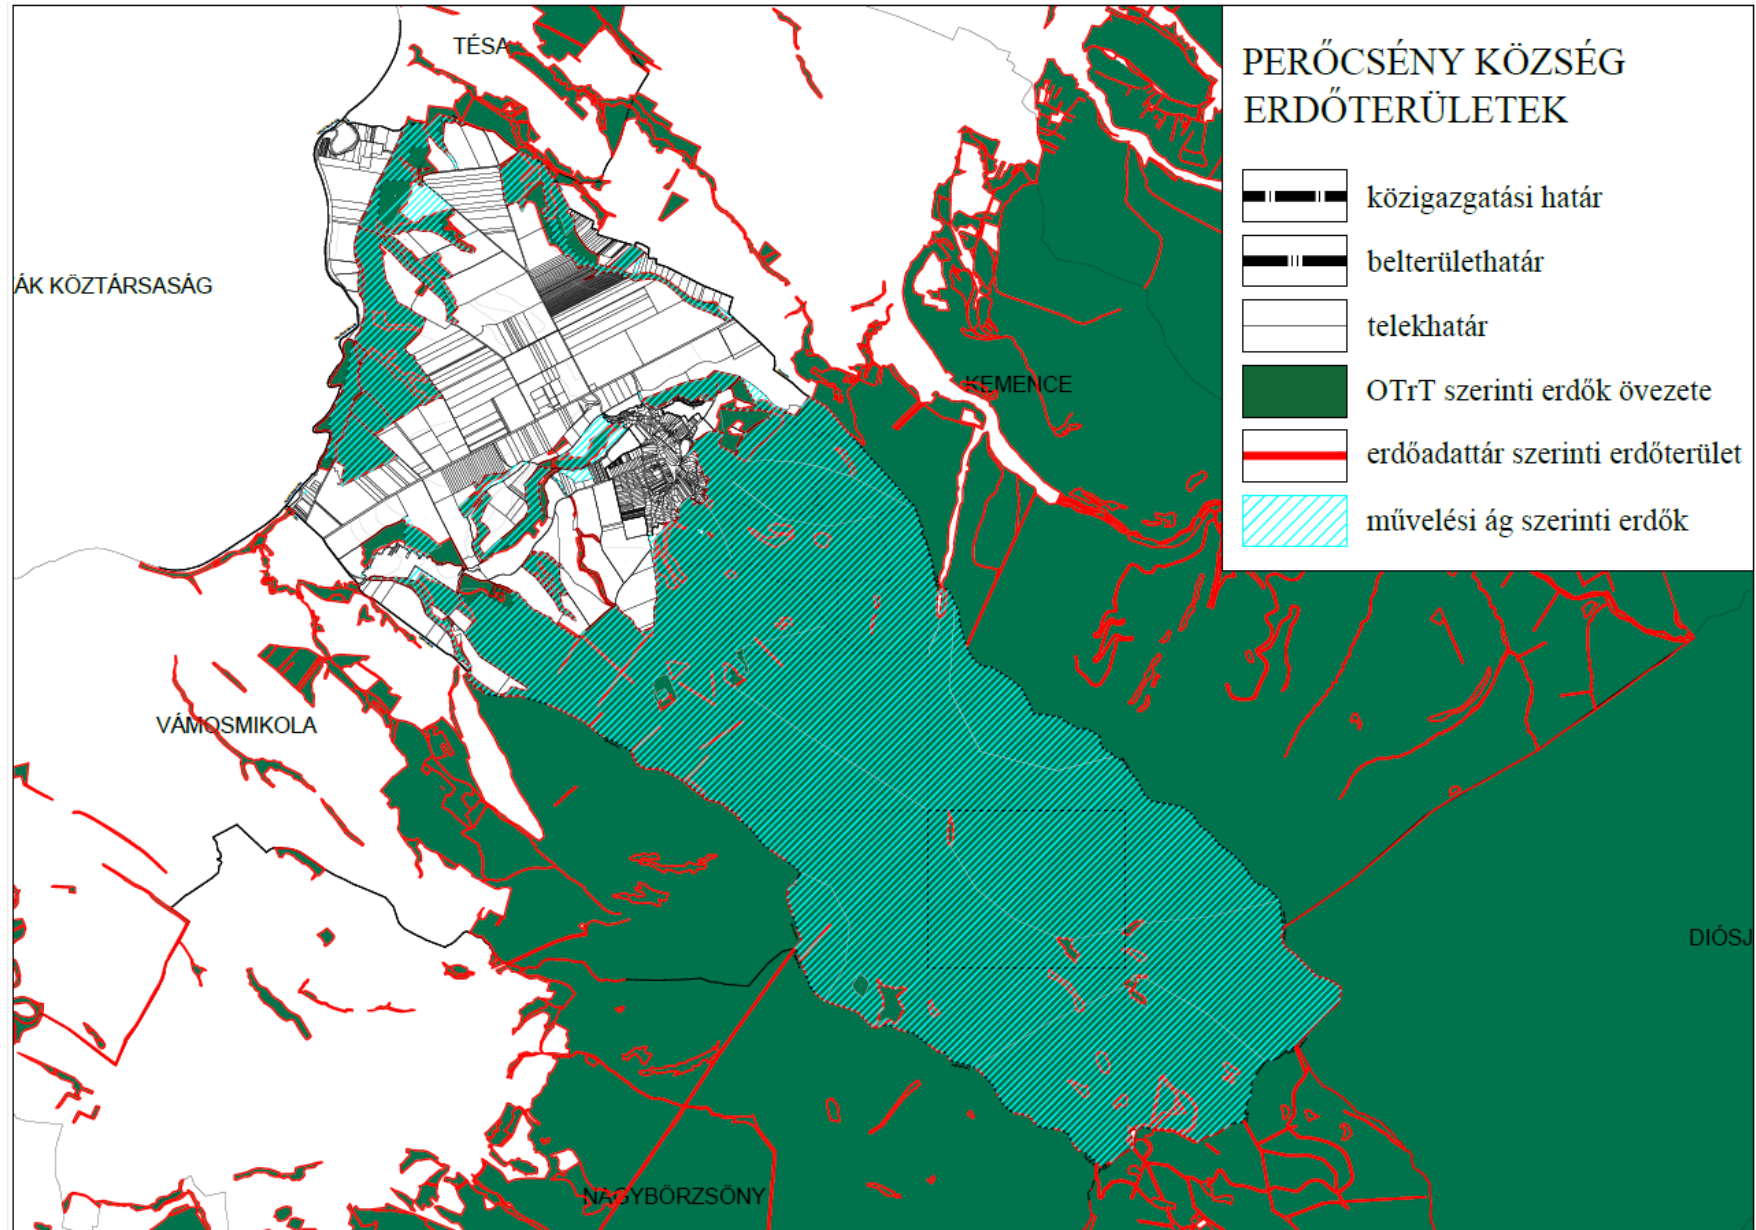 PERŐCSÉNY KÖZSÉG
ERDŐTERÜLETEK
közigazgatási határ
belterülethatár
telekhatár
OTrT szerinti erdők övezete
erdőadattár szerinti erdőterület
művelési ág szerinti erdők
TÉSA
ÁK KÖZTÁRSASÁG
KEMENCE
VÁMOSMIKOLA
DIÓSJ
NAGYBÖRZSÖNY